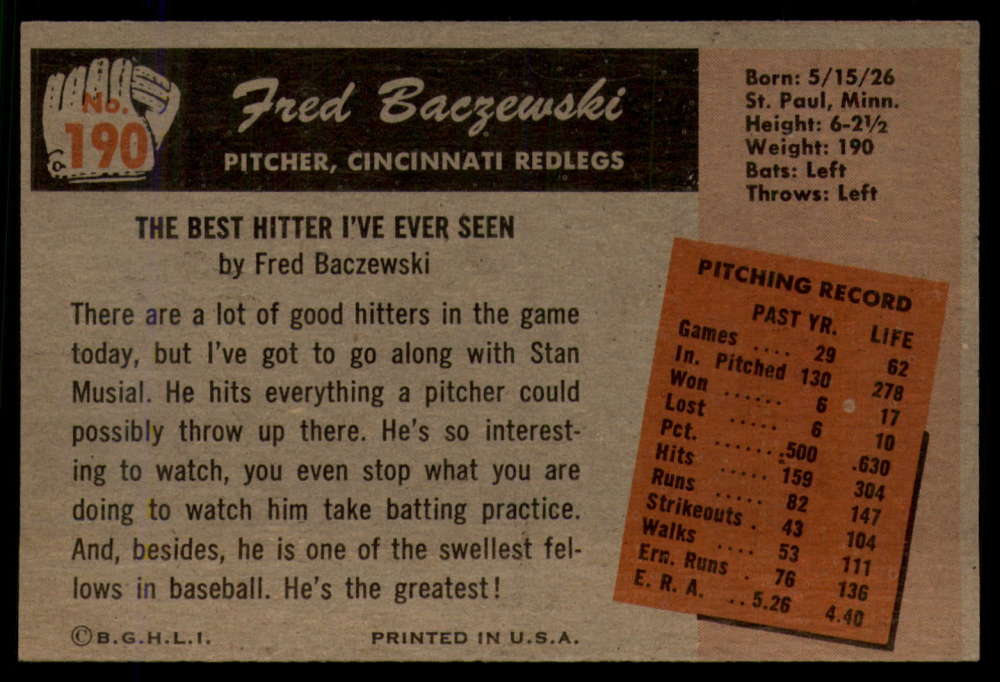 No.
190
Fred Baczewski
PITCHER, CINCINNATI REDLEGS
Born: 5/15/26
St. Paul, Minn.
Height: 6-2½
Weight: 190
Bats: Left
Throws: Left
THE BEST HITTER I'VE EVER SEEN
by Fred Baczewski
There are a lot of good hitters in the game
today, but I've got to go along with Stan
Musial. He hits everything a pitcher could
possibly throw up there. He's so interest-
ing to watch, you even stop what you are
doing to watch him take batting practice.
And, besides, he is one of the swellest fel-
lows in baseball. He's the greatest!
©B.G.H.L.I.
PRINTED IN U.S.A.
PITCHING RECORD
PAST YR. LIFE
Games .... 29 62
In. Pitched 130 278
Won ...... 6 17
Lost ...... 6 10
Pct. ....... .500 .630
Hits ..... 159 304
Runs ..... 82 147
Strikeouts . 43 104
Walks .... 53 111
Ern. Runs . 76 136
E. R. A. .. 5.26 4.40